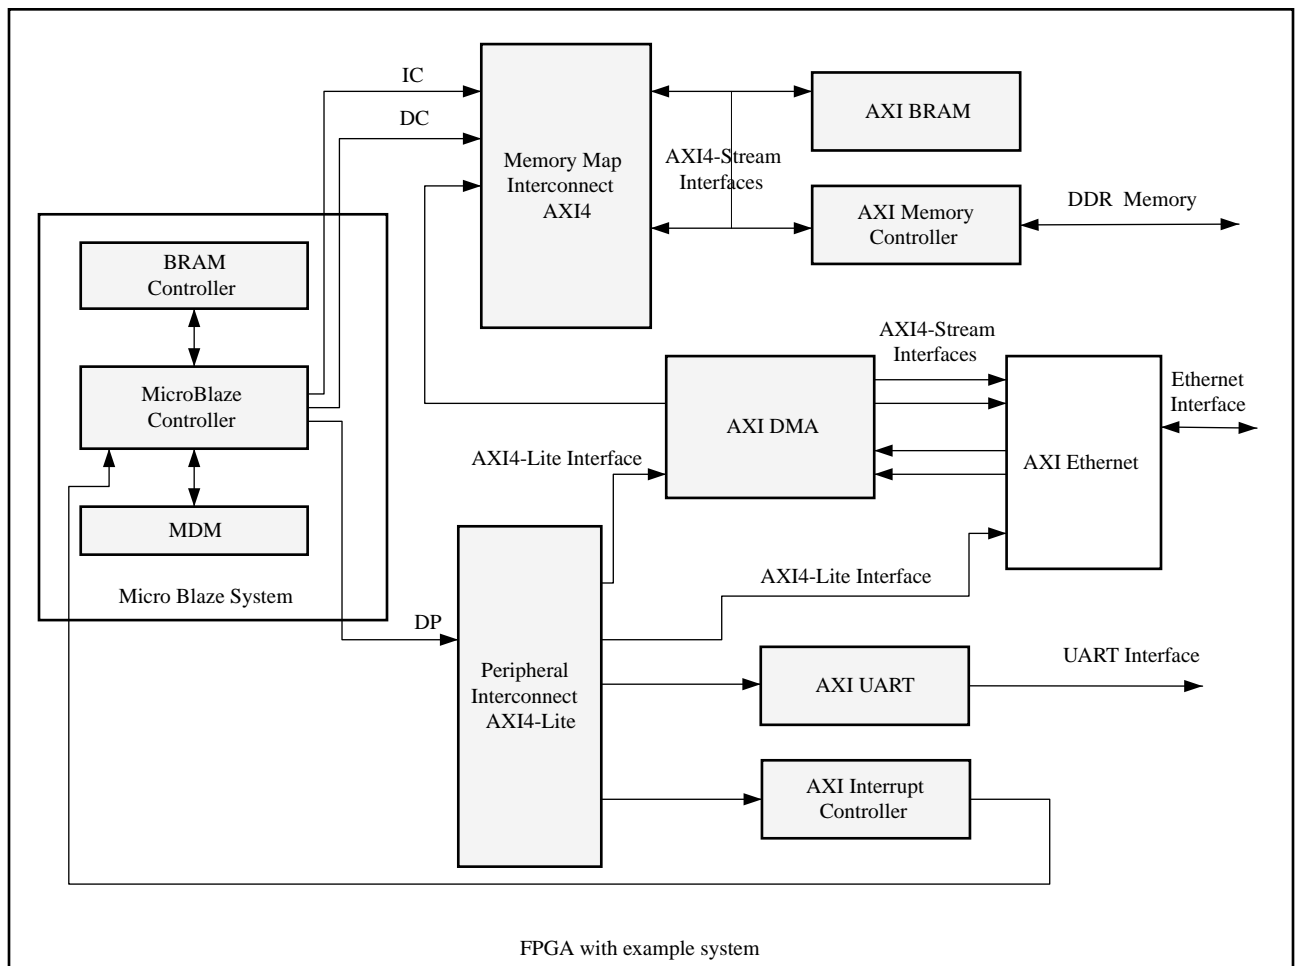 IC
DC
Memory Map
Interconnect
AXI4
AXI4-Stream
Interfaces
AXI BRAM
AXI Memory
Controller
DDR  Memory
BRAM
Controller
MicroBlaze
Controller
MDM
Micro Blaze System
AXI4-Stream
Interfaces
AXI DMA
AXI Ethernet
Ethernet
Interface
AXI4-Lite Interface
AXI4-Lite Interface
DP
Peripheral
Interconnect
AXI4-Lite
AXI UART
UART Interface
AXI Interrupt
Controller
FPGA with example system